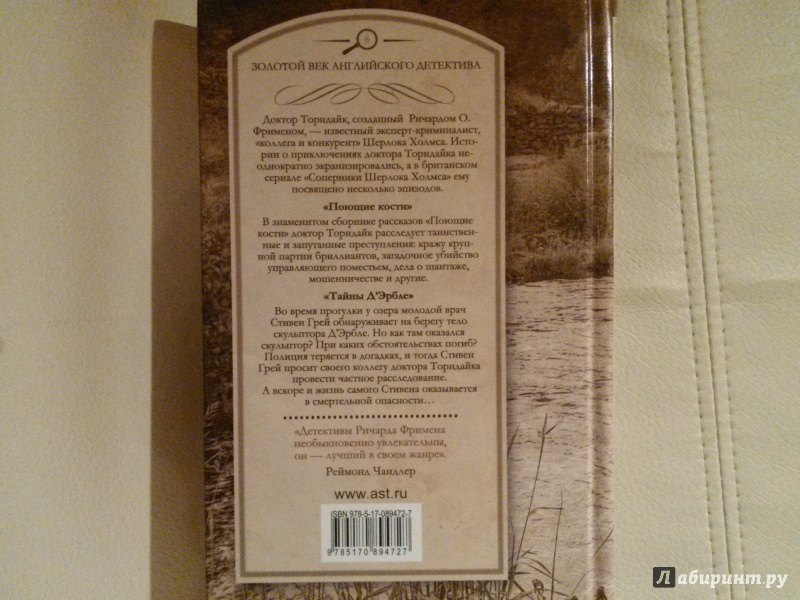 ЗОЛОТОЙ ВЕК АНГЛИЙСКОГО ДЕТЕКТИВА
Доктор Торндайк, созданный Ричардом О.
Фрименом, — известный эксперт-криминалист,
«коллега и конкурент» Шерлока Холмса. Исто-
рии о приключениях доктора Торндайка не-
однократно экранизировались, а в британском
сериале «Соперники Шерлока Холмса» ему
посвящено несколько эпизодов.
«Поющие кости»
В знаменитом сборнике рассказов «Поющие
кости» доктор Торндайк расследует таинствен-
ные и запутанные преступления: кражу круп-
ной партии бриллиантов, загадочное убийство
управляющего поместьем, дела о шантаже,
мошенничестве и другие.
«Тайны Д'Эрбле»
Во время прогулки у озера молодой врач
Стивен Грей обнаруживает на берегу тело
скульптора Д'Эрбле. Но как там оказался
скульптор? При каких обстоятельствах погиб?
Полиция теряется в догадках, и тогда Стивен
Грей просит своего коллегу доктора Торндайка
провести частное расследование.
А вскоре и жизнь самого Стивена оказывается
в смертельной опасности…
«Детективы Ричарда Фримена
необыкновенно увлекательны,
он — лучший в своем жанре».
Реймонд Чандлер
www.ast.ru
ISBN 978-5-17-089472-7
9785170894727
Лабиринт.ру